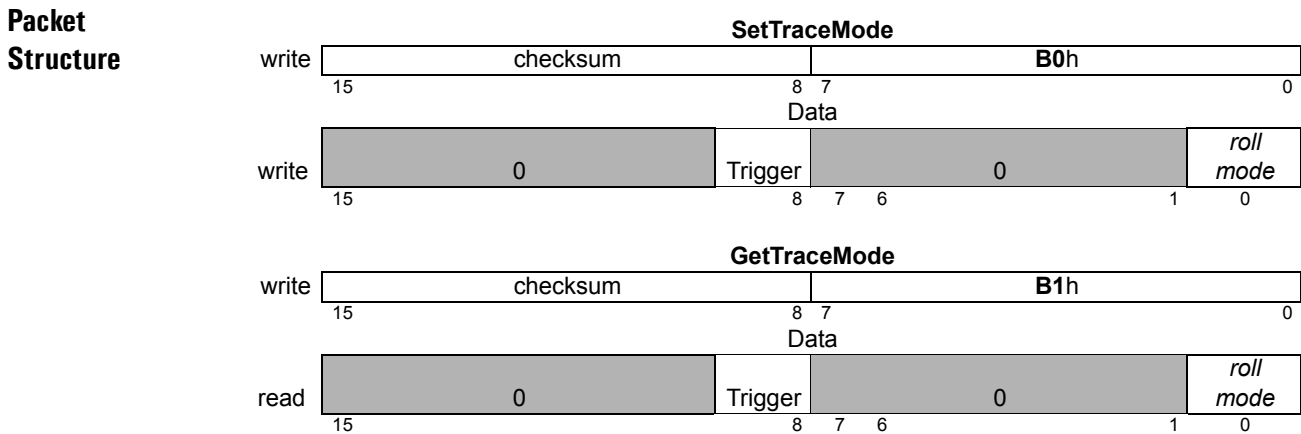 Packet
Structure
SetTraceMode
write checksum B0h
15 8 7 0
Data
write 0 Trigger 0 roll mode
15 8 7 6 1 0
GetTraceMode
write checksum B1h
15 8 7 0
Data
read 0 Trigger 0 roll mode
15 8 7 6 1 0